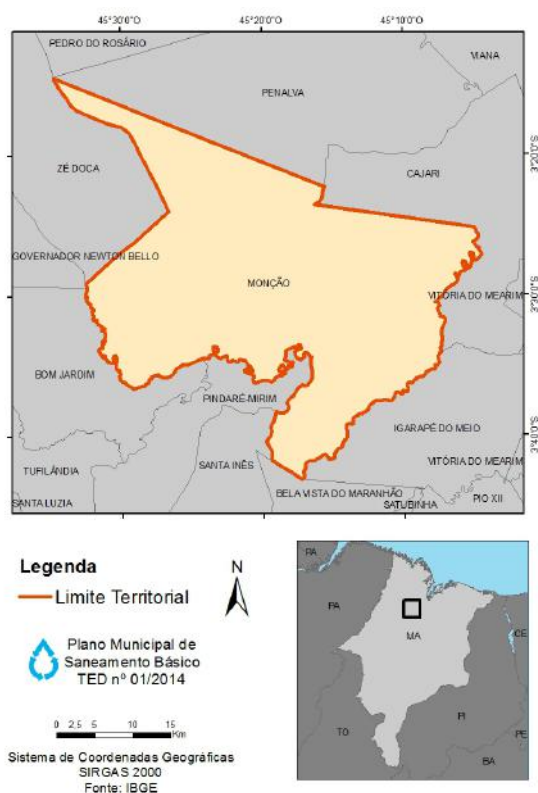 45°30'0 45°20'0 45°10'0
PEDRO DO ROSÁRIO
VIANA
PENALVA
3°20'S
ZÉ DOCA
CAJARI
GOVERNADOR NEWTON BELLO
MONÇÃO
VITÓRIA DO MEARIM
3°30'S
BOM JARDIM
PINDARÉ-MIRIM
IGARAPÉ DO MEIO
3°40'S
TUFILÂNDIA
SANTA INÊS
VITÓRIA DO MEARIM
BELA VISTA DO MARANHÃO
PIO XII
SANTA LUZIA
SATUBINHA
Legenda
N
Limite Territorial
Plano Municipal de
Saneamento Básico
TED nº 01/2014
0 2,5 5 10 15
Km
Sistema de Coordenadas Geográficas
SIRGAS 2000
Fonte: IBGE
PA
PA
MA
CE
PI
TO
PE
BA